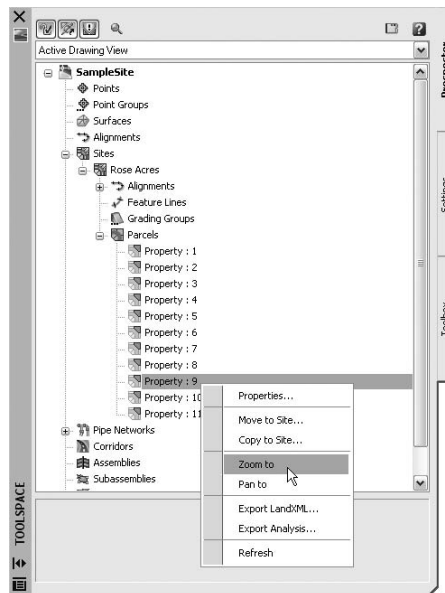 Active Drawing View
SampleSite
Points
Point Groups
Surfaces
Alignments
Sites
Rose Acres
Alignments
Feature Lines
Grading Groups
Parcels
Property : 1
Property : 2
Property : 3
Property : 4
Property : 5
Property : 6
Property : 7
Property : 8
Property : 9
Property : 10
Property : 11
Pipe Networks
Corridors
Assemblies
Subassemblies
Properties...
Move to Site...
Copy to Site...
Zoom to
Pan to
Export LandXML...
Export Analysis...
Refresh
TOOLSPACE
Prospector
Settings
Toolbox